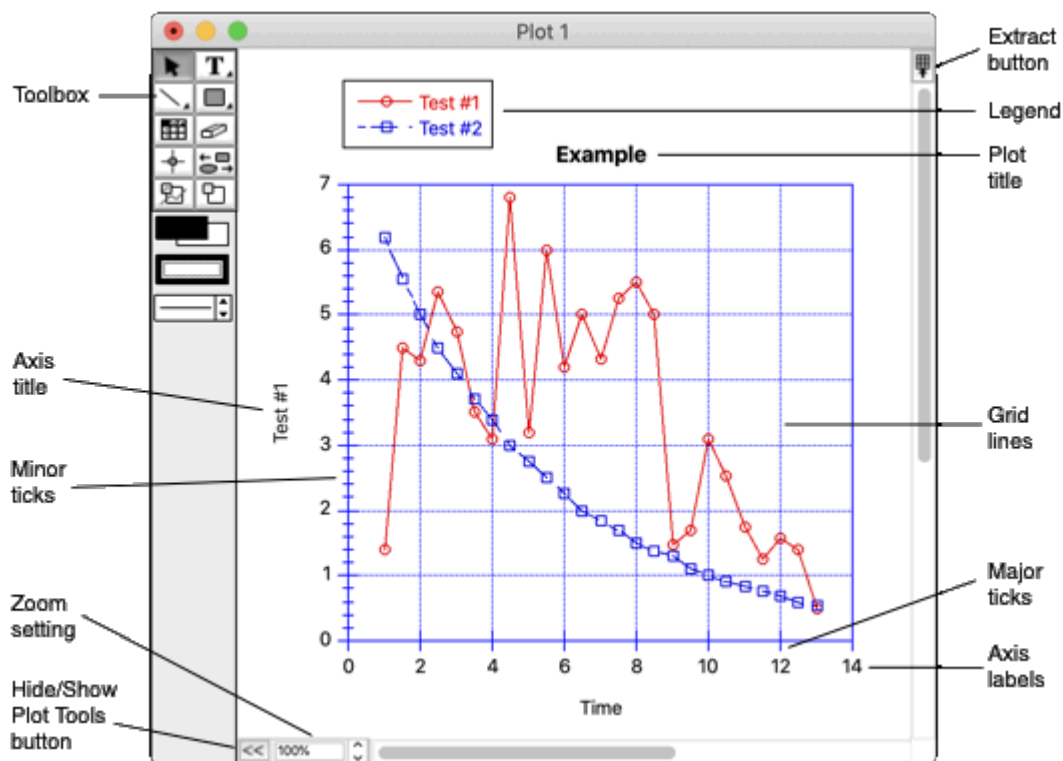 Plot 1
Extract
button
T
Toolbox
Test #1
Test #2
Legend
Example
Plot
title
7
6
5
4
3
2
1
0
Axis
title
Test #1
Minor
ticks
Grid
lines
Zoom
setting
Major
ticks
0 2 4 6 8 10 12 14
Axis
labels
Time
Hide/Show
Plot Tools
button
<< 100%